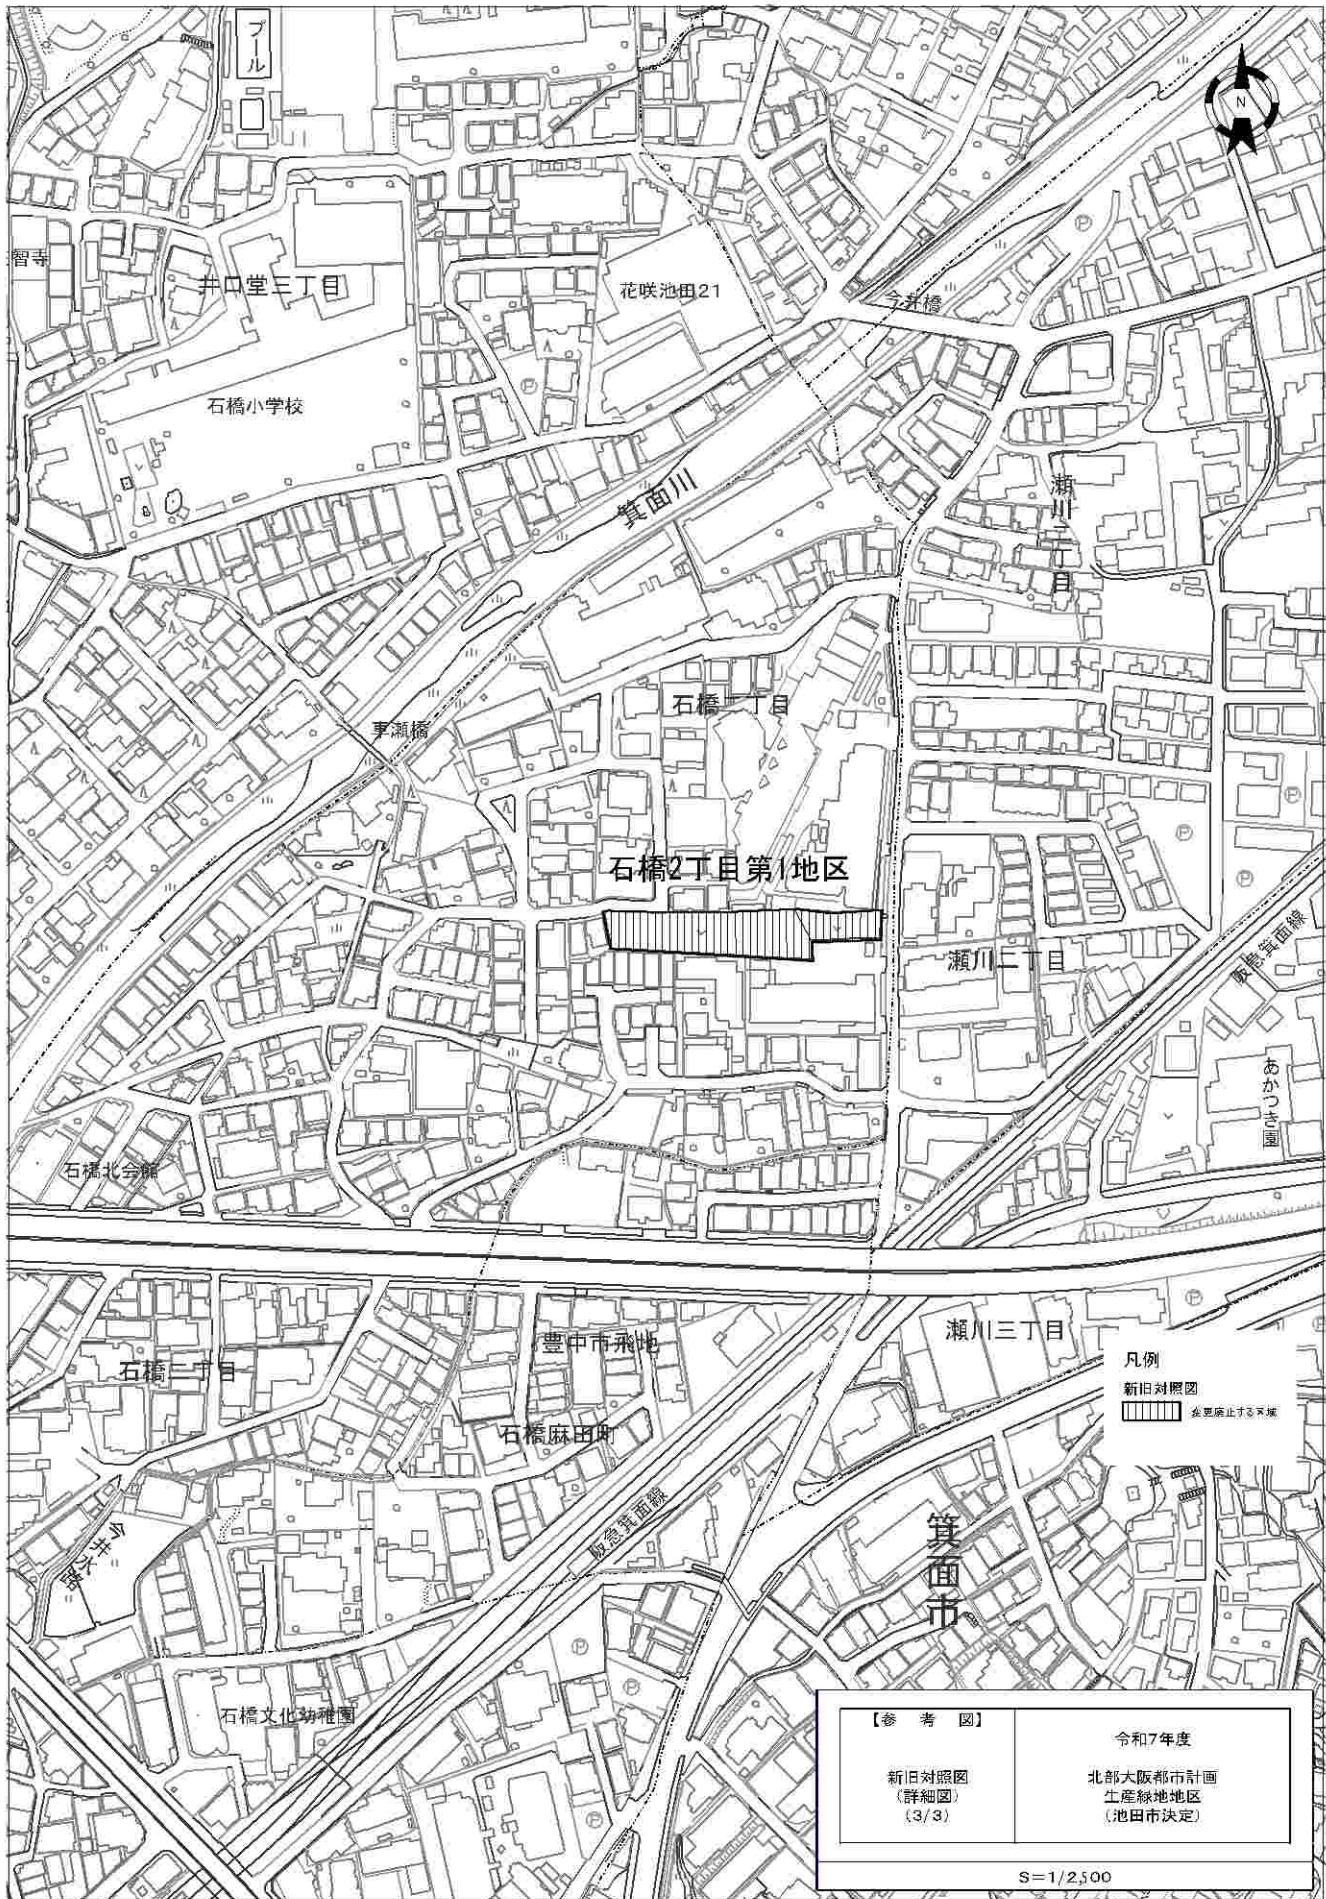 プール
N
智寺
井口堂三丁目
花咲池田21
今井橋
石橋小学校
箕面川
瀬川二丁目
石橋二丁目
石橋2丁目第1地区
瀬川二丁目
阪急箕面線
あかつき園
石橋北会館
豊中市飛地
瀬川三丁目
石橋二丁目
石橋麻田町
凡例
新旧対照図
変更廃止する区域
今井水路
阪急箕面線
箕面市
石橋文化幼稚園
【参 考 図】
新旧対照図
(詳細図)
(3/3)
令和7年度
北部大阪都市計画
生産緑地地区
(池田市決定)
S=1/2,500